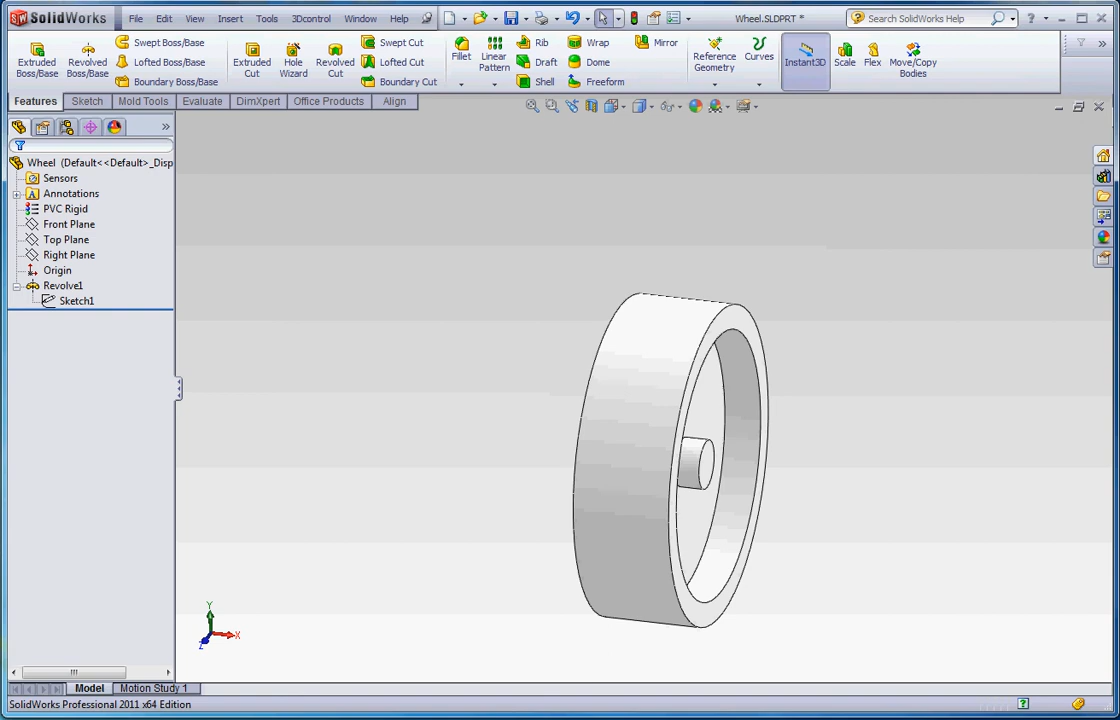 SolidWorks File Edit View Insert Tools 3Dcontrol Window Help Wheel.SLDPRT * Search SolidWorks Help
Extruded Boss/Base
Revolved Boss/Base
Swept Boss/Base
Lofted Boss/Base
Boundary Boss/Base
Extruded Cut
Hole Wizard
Revolved Cut
Swept Cut
Lofted Cut
Boundary Cut
Fillet
Linear Pattern
Rib
Draft
Shell
Wrap
Dome
Freeform
Mirror
Reference Geometry
Curves
Instant3D
Scale
Flex
Move/Copy Bodies
Features Sketch Mold Tools Evaluate DimXpert Office Products Align
Wheel (Default<<Default>_Disp
Sensors
Annotations
PVC Rigid
Front Plane
Top Plane
Right Plane
Origin
Revolve1
Sketch1
Y
X
Z
Model Motion Study 1
SolidWorks Professional 2011 x64 Edition